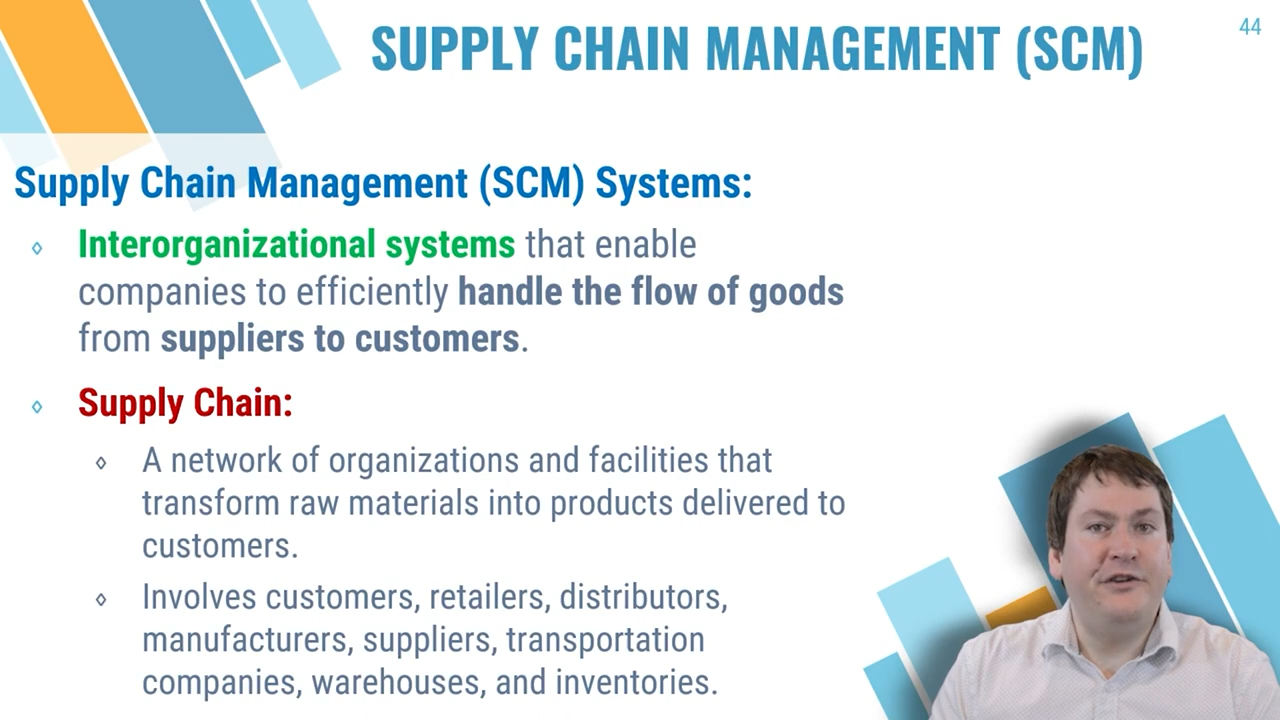 SUPPLY CHAIN MANAGEMENT (SCM)
44
Supply Chain Management (SCM) Systems:
Interorganizational systems that enable
companies to efficiently handle the flow of goods
from suppliers to customers.
Supply Chain:
A network of organizations and facilities that
transform raw materials into products delivered to
customers.
Involves customers, retailers, distributors,
manufacturers, suppliers, transportation
companies, warehouses, and inventories.